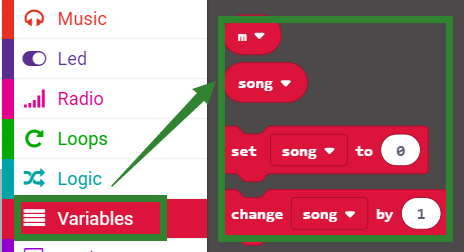 Music
Led
Radio
Loops
Logic
Variables
m
song
set song to 0
change song by 1